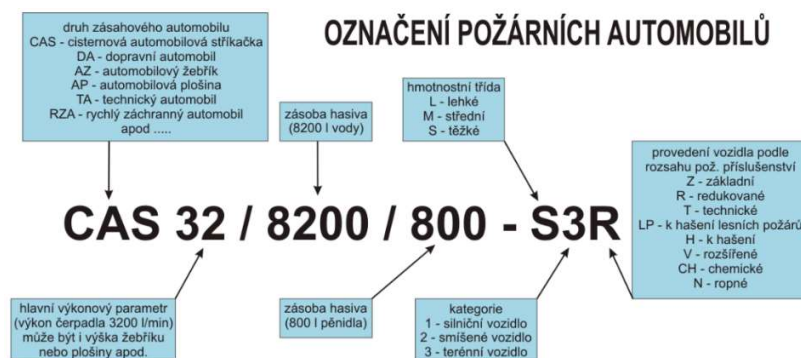 OZNAČENÍ POŽÁRNÍCH AUTOMOBILŮ
druh zásahového automobilu
CAS - cisternová automobilová stříkačka
DA - dopravní automobil
AZ - automobilový žebřík
AP - automobilová plošina
TA - technický automobil
RZA - rychlý záchranný automobil
apod .....
zásoba hasiva
(8200 l vody)
hmotnostní třída
L - lehké
M - střední
S - těžké
provedení vozidla podle
rozsahu pož. příslušenství
Z - základní
R - redukované
T - technické
LP - k hašení lesních požárů
H - k hašení
V - rozšířené
CH - chemické
N - ropné
CAS 32 / 8200 / 800 - S3R
hlavní výkonový parametr
(výkon čerpadla 3200 l/min)
může být i výška žebříku
nebo plošiny apod.
zásoba hasiva
(800 l pěnidla)
kategorie
1 - silniční vozidlo
2 - smíšené vozidlo
3 - terénní vozidlo